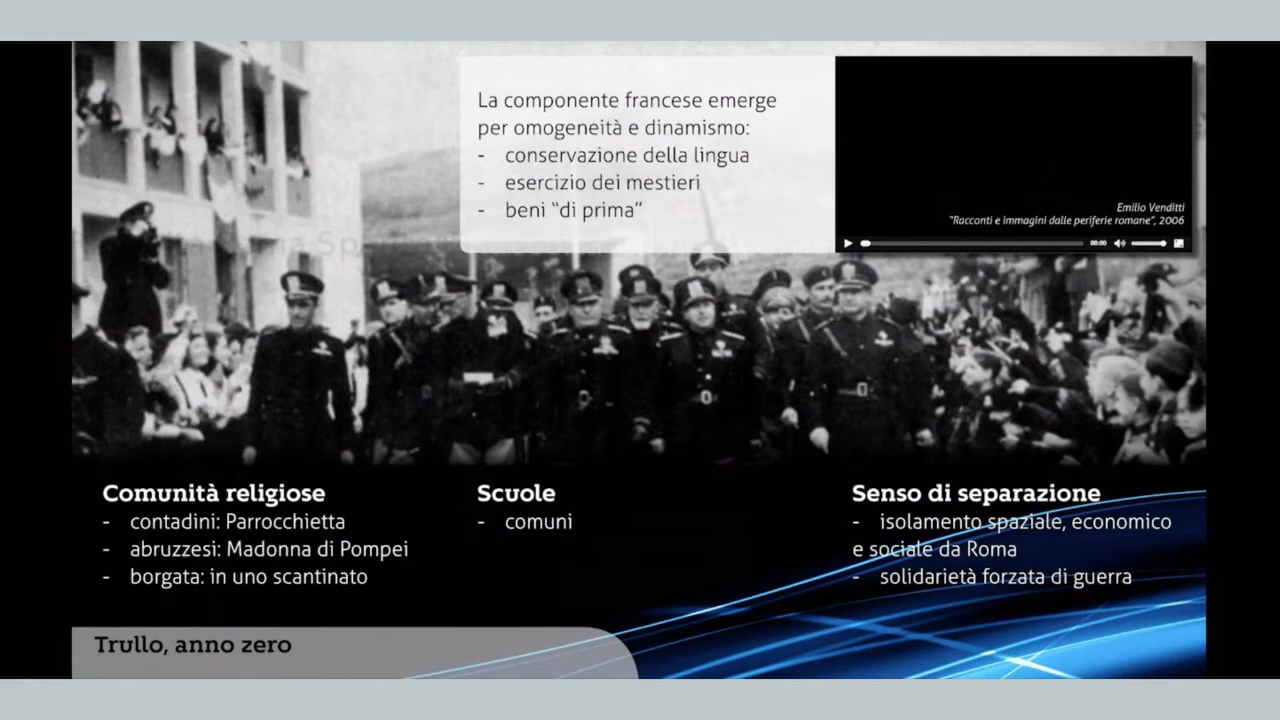 La componente francese emerge
per omogeneità e dinamismo:
- conservazione della lingua
- esercizio dei mestieri
- beni “di prima”
Emilio Venditti
“Racconti e immagini dalle periferie romane”, 2006
00:00
Comunità religiose
- contadini: Parrocchietta
- abruzzesi: Madonna di Pompei
- borgata: in uno scantinato
Scuole
- comuni
Senso di separazione
- isolamento spaziale, economico
e sociale da Roma
- solidarietà forzata di guerra
Trullo, anno zero